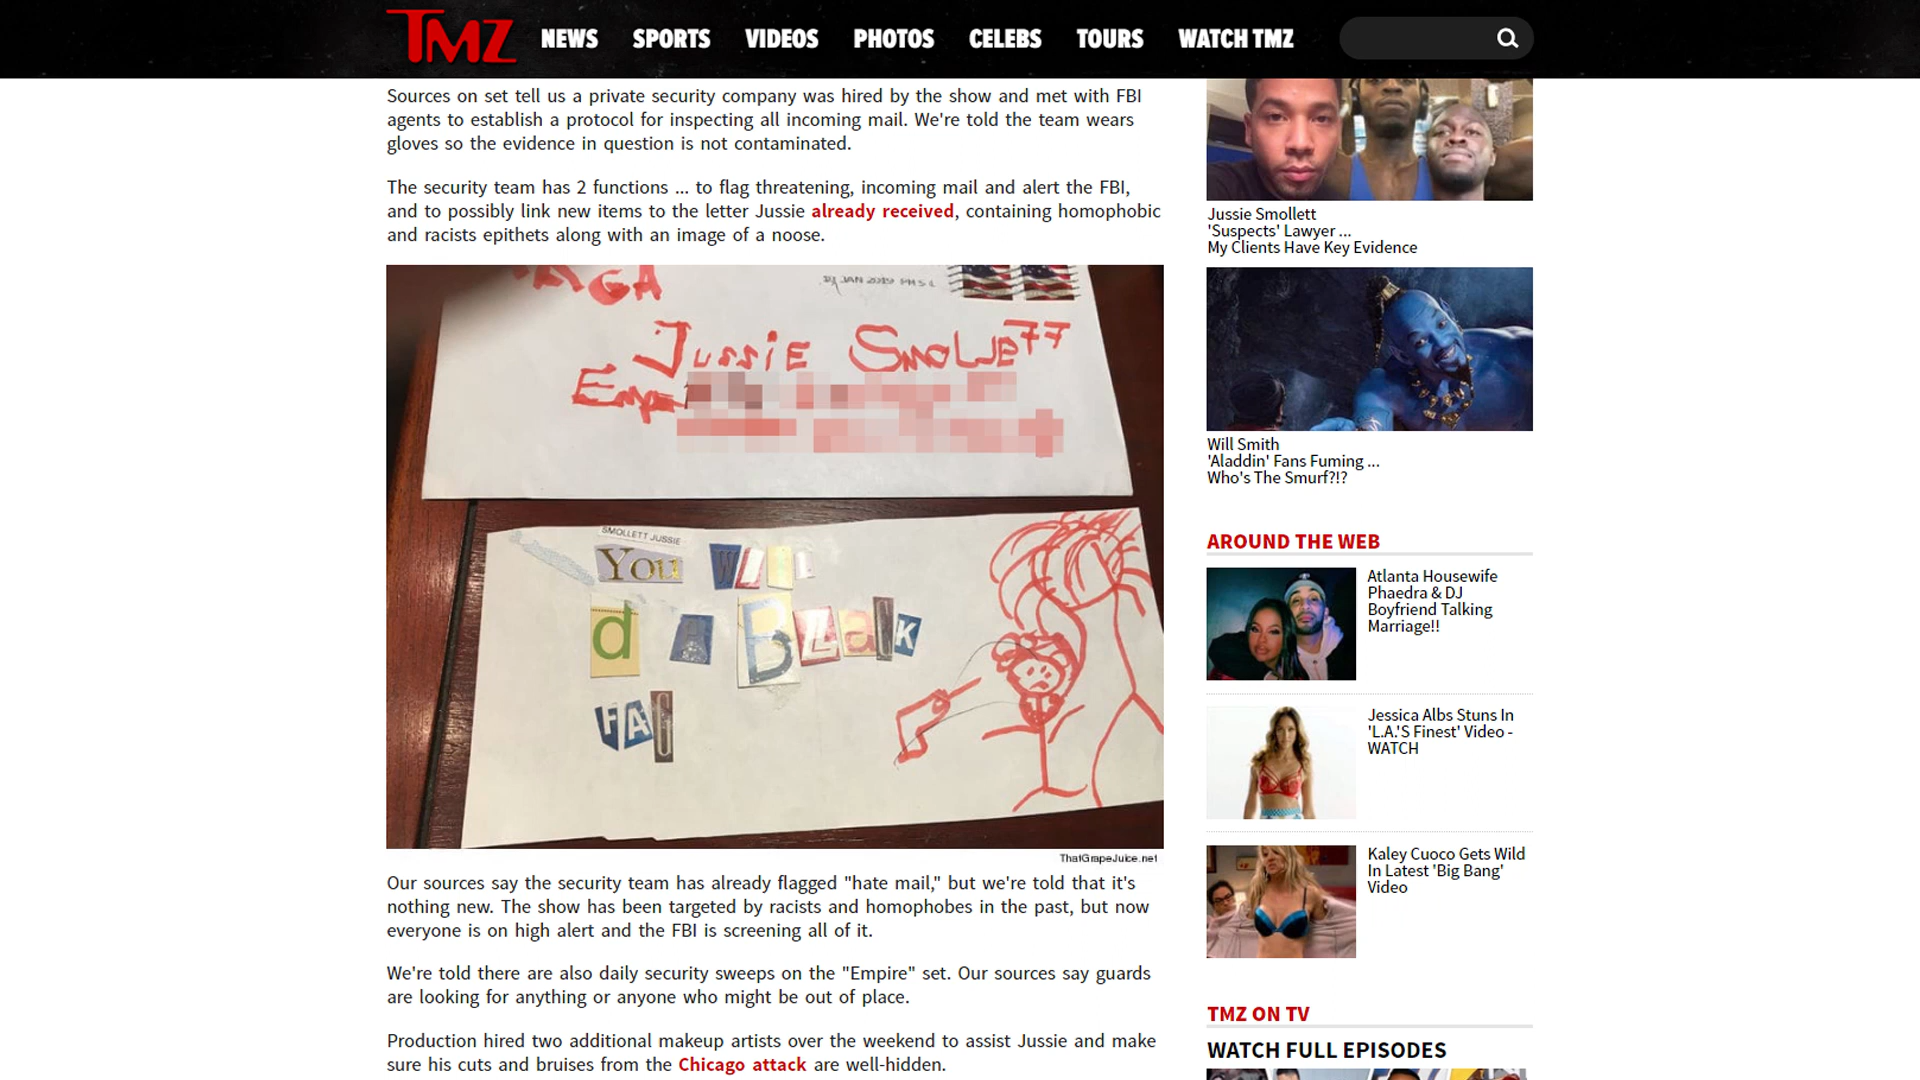 TMZ NEWS SPORTS VIDEOS PHOTOS CELEBS TOURS WATCH TMZ
Sources on set tell us a private security company was hired by the show and met with FBI
agents to establish a protocol for inspecting all incoming mail. We're told the team wears
gloves so the evidence in question is not contaminated.
The security team has 2 functions ... to flag threatening, incoming mail and alert the FBI,
and to possibly link new items to the letter Jussie already received, containing homophobic
and racists epithets along with an image of a noose.
MAGA
JAN 2019 PM 5 L
Jussie Smollett
Emp
SMOLLETT JUSSIE
You Will
d a Black
FAG
ThatGrapeJuice.net
Our sources say the security team has already flagged "hate mail," but we're told that it's
nothing new. The show has been targeted by racists and homophobes in the past, but now
everyone is on high alert and the FBI is screening all of it.
We're told there are also daily security sweeps on the "Empire" set. Our sources say guards
are looking for anything or anyone who might be out of place.
Production hired two additional makeup artists over the weekend to assist Jussie and make
sure his cuts and bruises from the Chicago attack are well-hidden.
Jussie Smollett
'Suspects' Lawyer ...
My Clients Have Key Evidence
Will Smith
'Aladdin' Fans Fuming ...
Who's The Smurf?!?
AROUND THE WEB
Atlanta Housewife
Phaedra & DJ
Boyfriend Talking
Marriage!!
Jessica Albs Stuns In
'L.A.'S Finest' Video -
WATCH
Kaley Cuoco Gets Wild
In Latest 'Big Bang'
Video
TMZ ON TV
WATCH FULL EPISODES